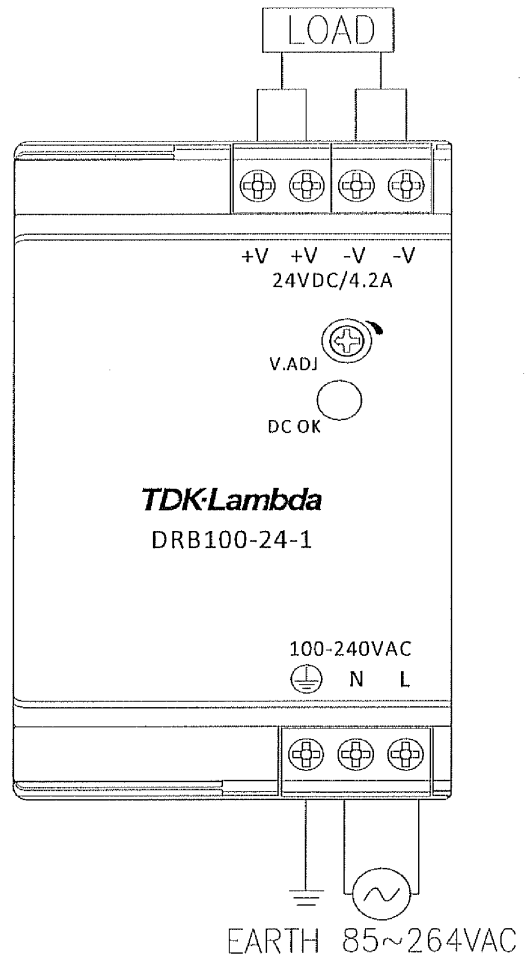 LOAD
+V +V -V -V
24VDC/4.2A
V.ADJ
DC OK
TDK·Lambda
DRB100-24-1
100-240VAC
N L
EARTH 85~264VAC